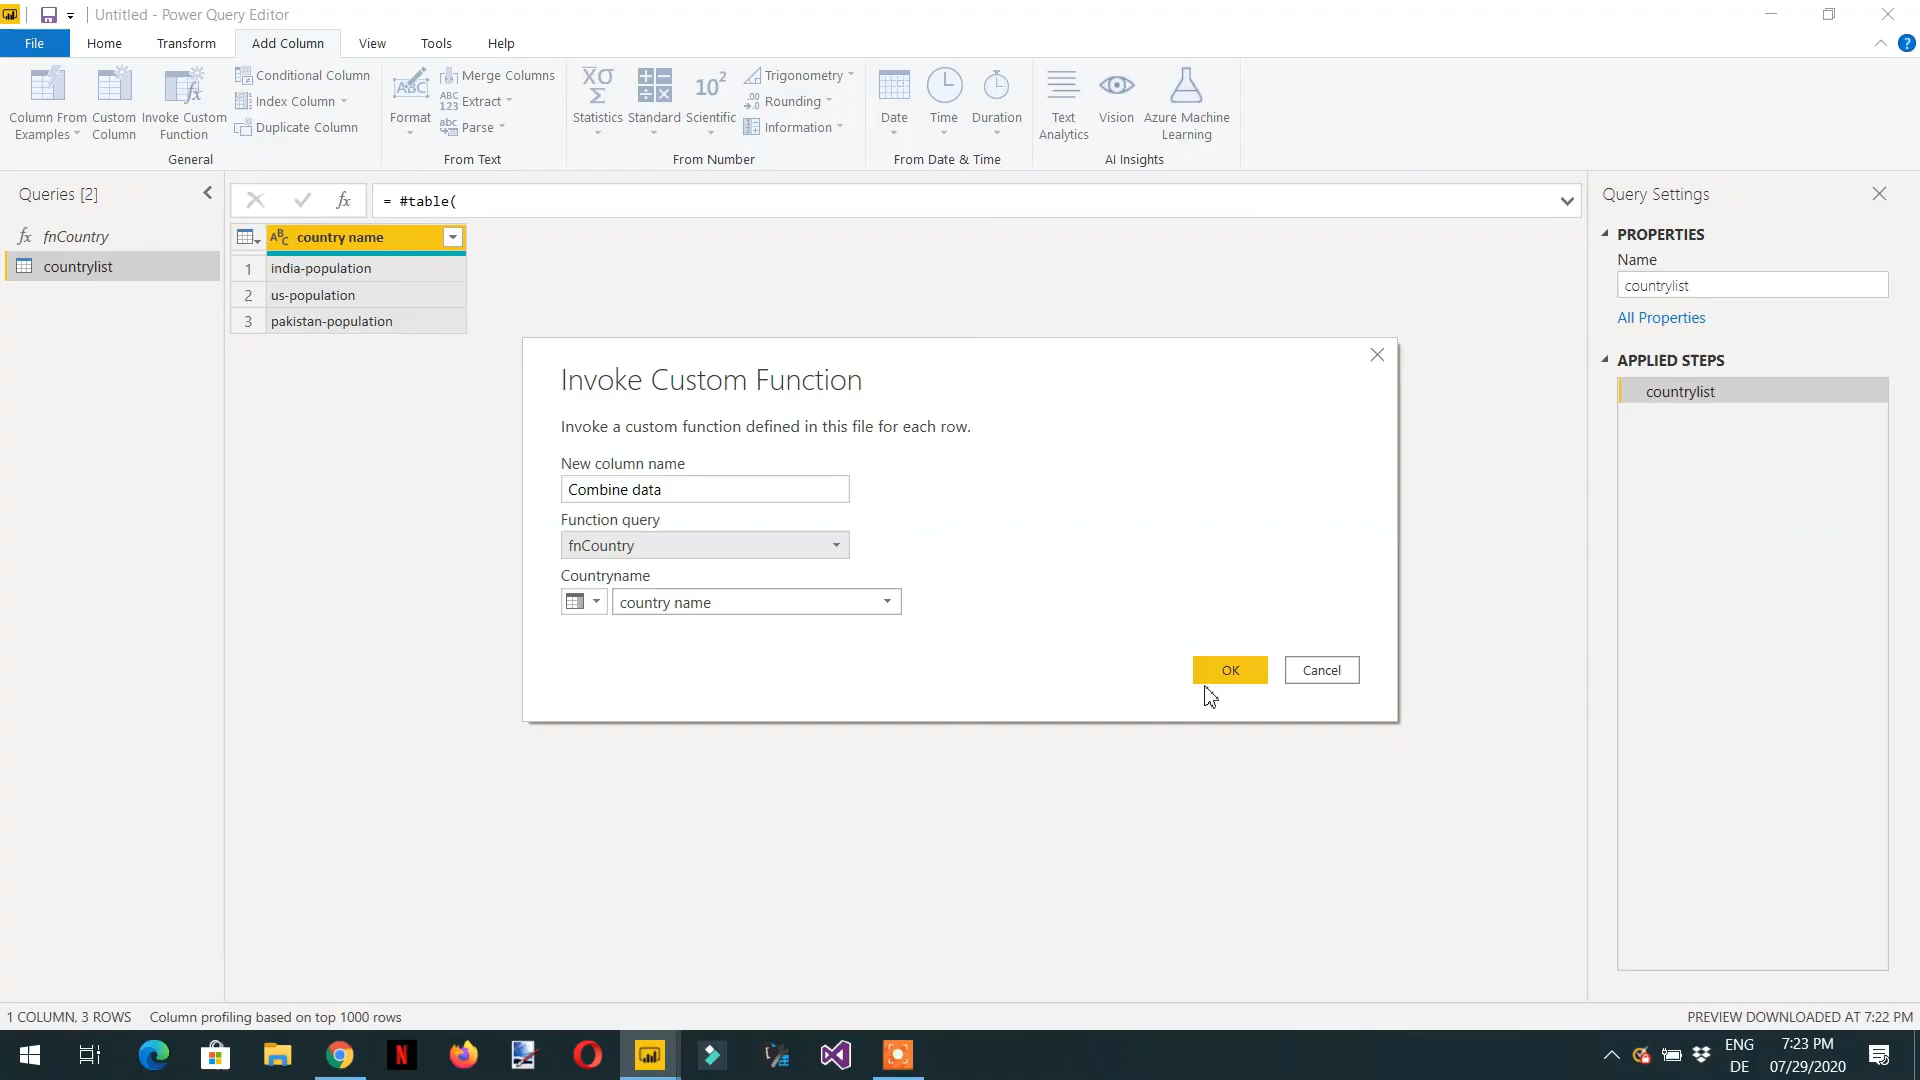 Untitled - Power Query Editor
File
Home
Transform
Add Column
View
Tools
Help
?
Column From Examples
Custom Column
Invoke Custom Function
Conditional Column
Index Column
Duplicate Column
General
Format
Merge Columns
Extract
Parse
From Text
Statistics
Standard
Scientific
Trigonometry
Rounding
Information
From Number
Date
Time
Duration
From Date & Time
Text Analytics
Vision
Azure Machine Learning
AI Insights
Queries [2]
fx fnCountry
countrylist
fx
= #table(
ABC country name
1 india-population
2 us-population
3 pakistan-population
Invoke Custom Function
Invoke a custom function defined in this file for each row.
New column name
Combine data
Function query
fnCountry
Countryname
country name
OK
Cancel
Query Settings
PROPERTIES
Name
countrylist
All Properties
APPLIED STEPS
countrylist
1 COLUMN, 3 ROWS
Column profiling based on top 1000 rows
PREVIEW DOWNLOADED AT 7:22 PM
ENG
DE
7:23 PM
07/29/2020